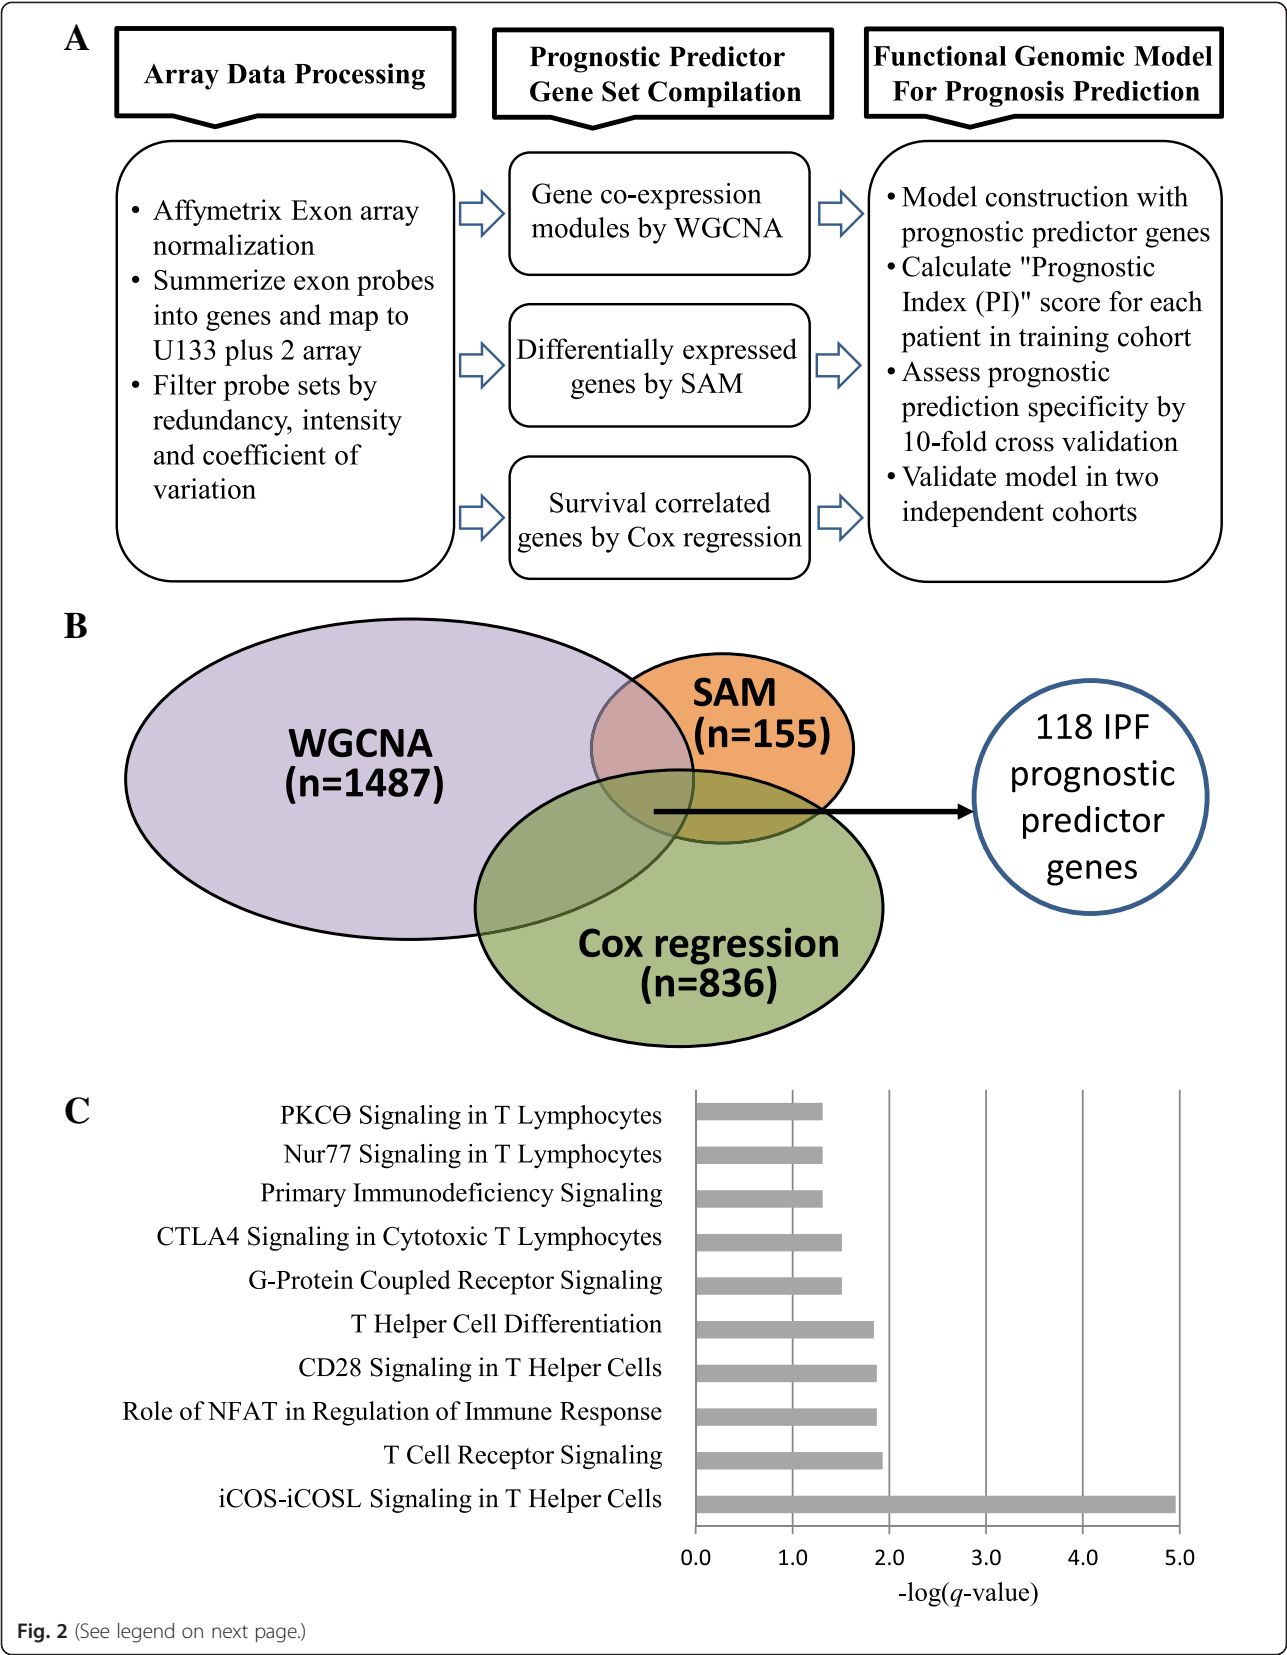 A
Array Data Processing
Prognostic Predictor
Gene Set Compilation
Functional Genomic Model
For Prognosis Prediction
• Affymetrix Exon array
normalization
• Summerize exon probes
into genes and map to
U133 plus 2 array
• Filter probe sets by
redundancy, intensity
and coefficient of
variation
Gene co-expression
modules by WGCNA
Differentially expressed
genes by SAM
Survival correlated
genes by Cox regression
• Model construction with
prognostic predictor genes
• Calculate "Prognostic
Index (PI)" score for each
patient in training cohort
• Assess prognostic
prediction specificity by
10-fold cross validation
• Validate model in two
independent cohorts
B
WGCNA
(n=1487)
SAM
(n=155)
Cox regression
(n=836)
118 IPF
prognostic
predictor
genes
C
PKCΘ Signaling in T Lymphocytes
Nur77 Signaling in T Lymphocytes
Primary Immunodeficiency Signaling
CTLA4 Signaling in Cytotoxic T Lymphocytes
G-Protein Coupled Receptor Signaling
T Helper Cell Differentiation
CD28 Signaling in T Helper Cells
Role of NFAT in Regulation of Immune Response
T Cell Receptor Signaling
iCOS-iCOSL Signaling in T Helper Cells
0.0 1.0 2.0 3.0 4.0 5.0
-log(q-value)
Fig. 2 (See legend on next page.)